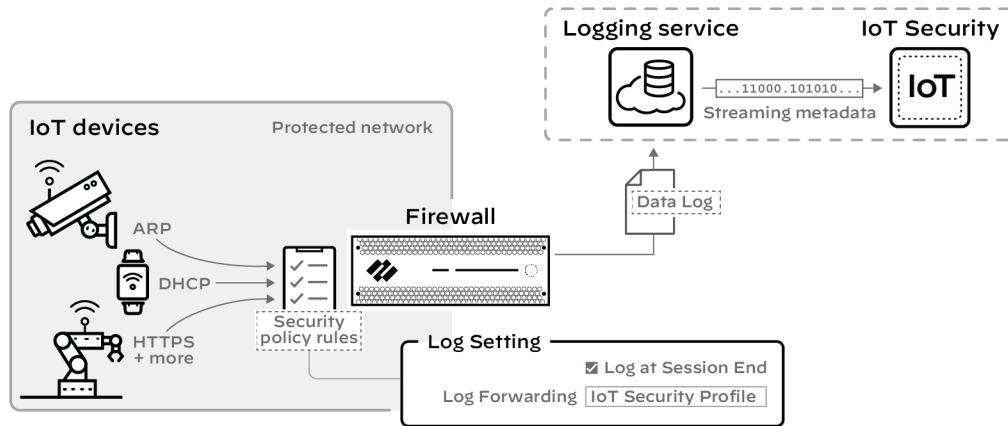 Logging service
IoT Security
...11000.101010...
IoT
Streaming metadata
IoT devices
Protected network
Data Log
Firewall
ARP
DHCP
HTTPS
+ more
Security
policy rules
Log Setting
Log at Session End
Log Forwarding IoT Security Profile